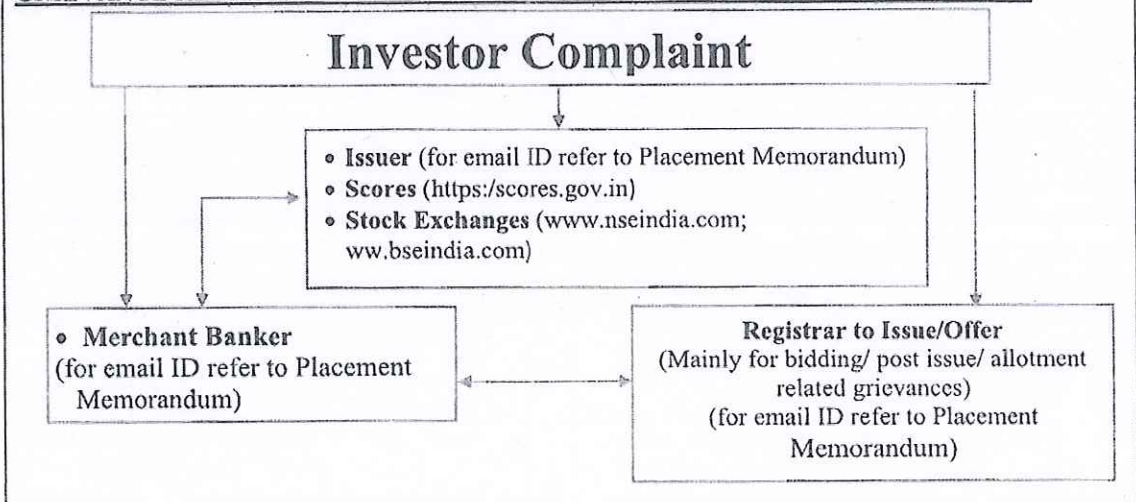 Investor Complaint
• Issuer (for email ID refer to Placement Memorandum)
• Scores (https:/scores.gov.in)
• Stock Exchanges (www.nseindia.com;
ww.bseindia.com)
• Merchant Banker
(for email ID refer to Placement
Memorandum)
Registrar to Issue/Offer
(Mainly for bidding/ post issue/ allotment
related grievances)
(for email ID refer to Placement
Memorandum)